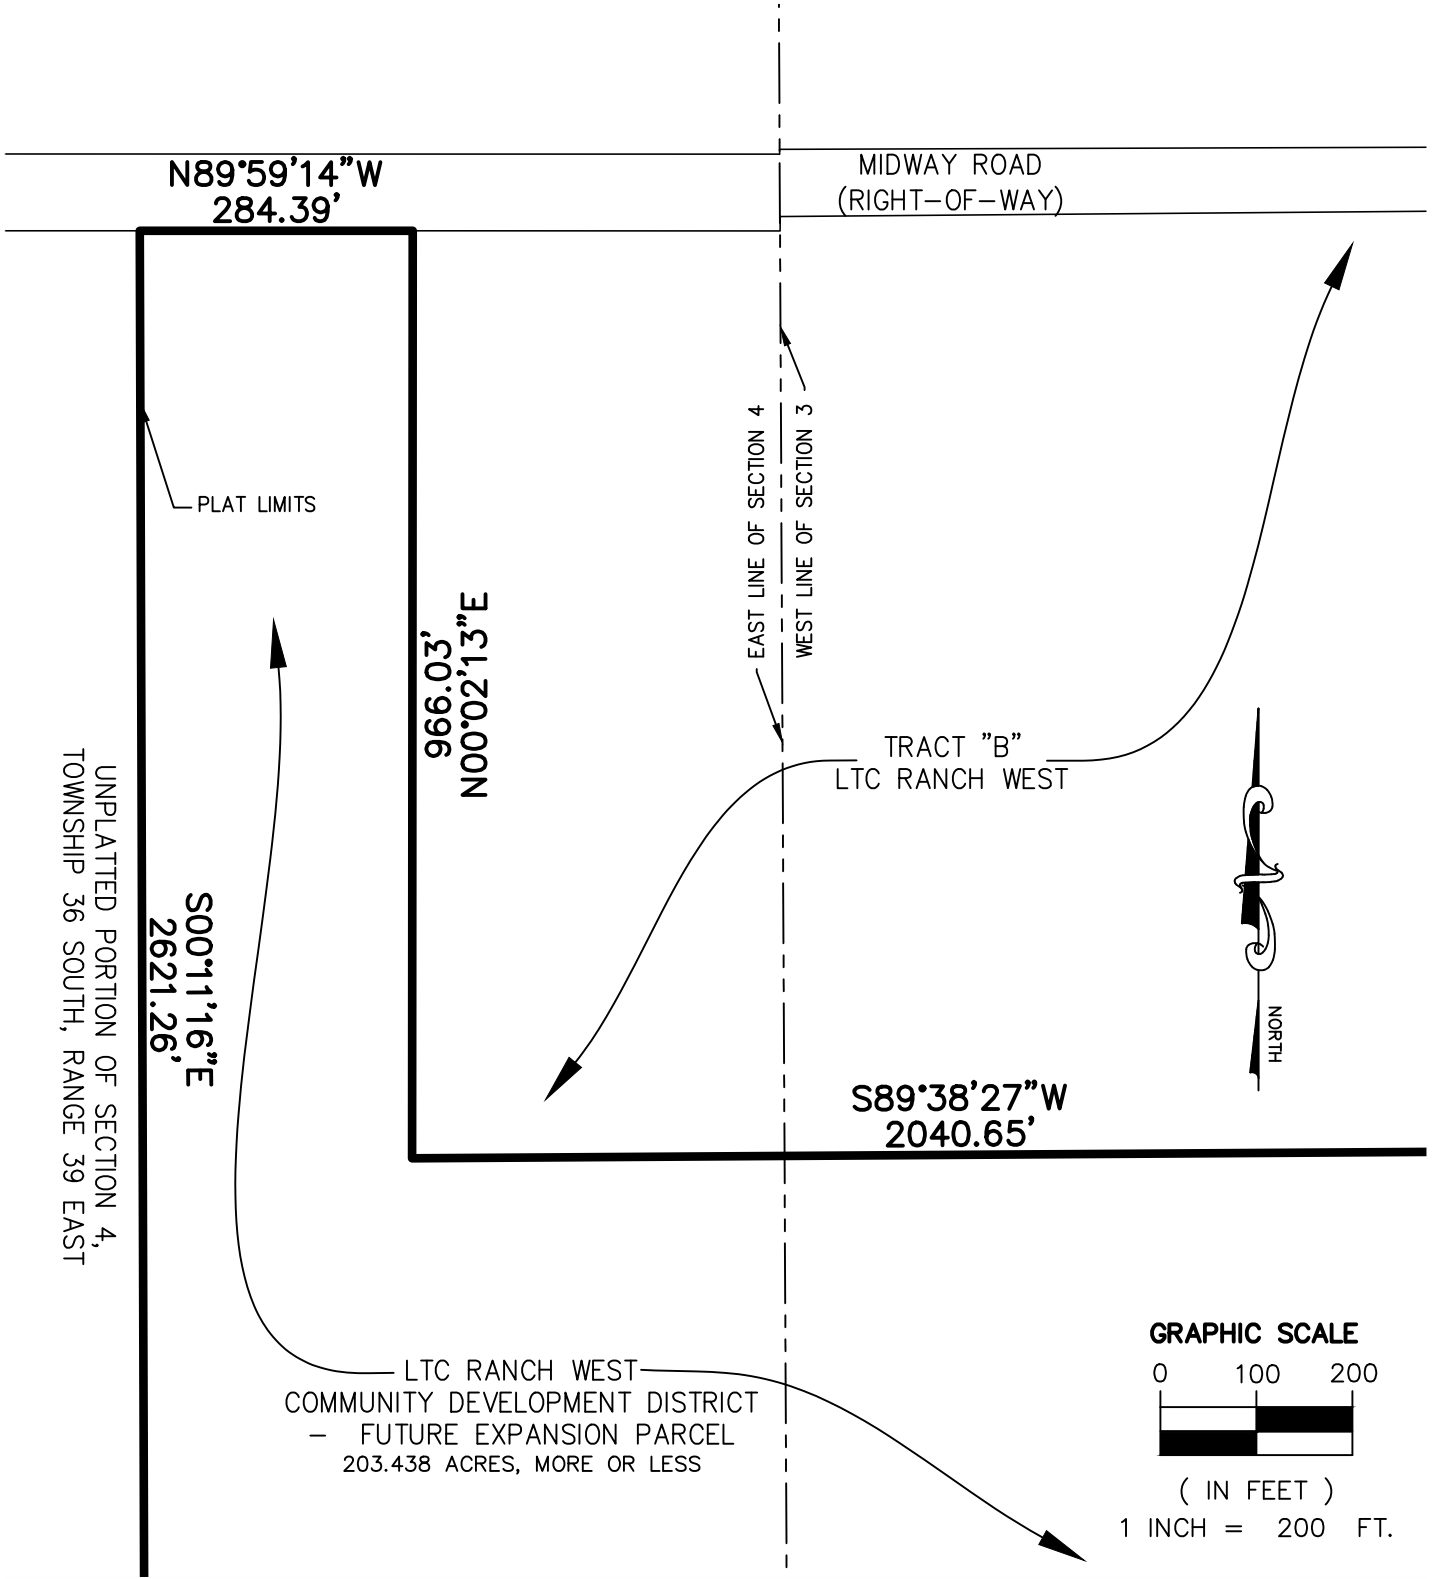 N89°59'14"W
284.39'
MIDWAY ROAD
(RIGHT-OF-WAY)
EAST LINE OF SECTION 4
WEST LINE OF SECTION 3
PLAT LIMITS
N00°02'13"E
966.03'
TRACT "B"
LTC RANCH WEST
UNPLATTED PORTION OF SECTION 4,
TOWNSHIP 36 SOUTH, RANGE 39 EAST
S00°11'16"E
2621.26'
NORTH
S89°38'27"W
2040.65'
LTC RANCH WEST
COMMUNITY DEVELOPMENT DISTRICT
- FUTURE EXPANSION PARCEL
203.438 ACRES, MORE OR LESS
GRAPHIC SCALE
0 100 200
( IN FEET )
1 INCH = 200 FT.